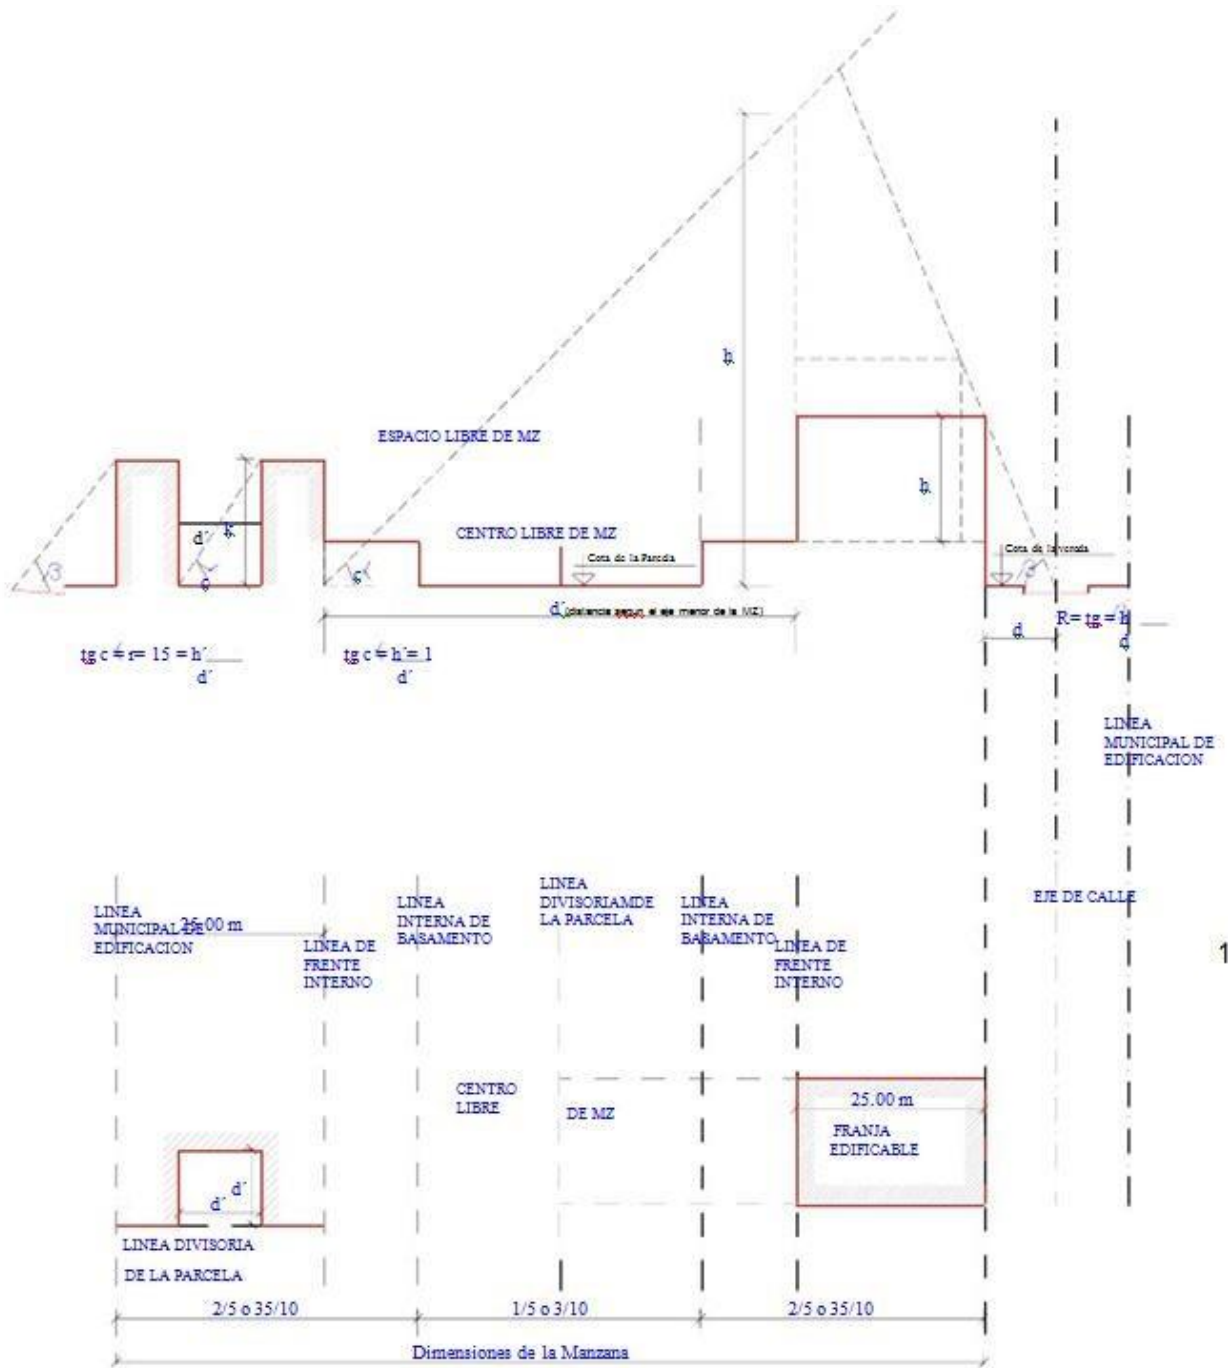 h
ESPACIO LIBRE DE MZ
h
h
CENTRO LIBRE DE MZ
d´
Cota de la Parcela
Cota de la vereda
d´ (distancia segun el eje menor de la MZ)
R= tg = h
d
d
tg c = r= 15 = h´
d´
tg c = h´= 1
d´
LINEA
MUNICIPAL DE
EDIFICACION
LINEA
MUNICIPAL DE
EDIFICACION
25.00 m
LINEA DE
FRENTE
INTERNO
LINEA
INTERNA DE
BASAMENTO
LINEA
DIVISORIAMDE
LA PARCELA
LINEA
INTERNA DE
BASAMENTO
LINEA DE
FRENTE
INTERNO
EJE DE CALLE
1
CENTRO
LIBRE
DE MZ
25.00 m
FRANJA
EDIFICABLE
d´
d´
LINEA DIVISORIA
DE LA PARCELA
2/5 o 35/10
1/5 o 3/10
2/5 o 35/10
Dimensiones de la Manzana